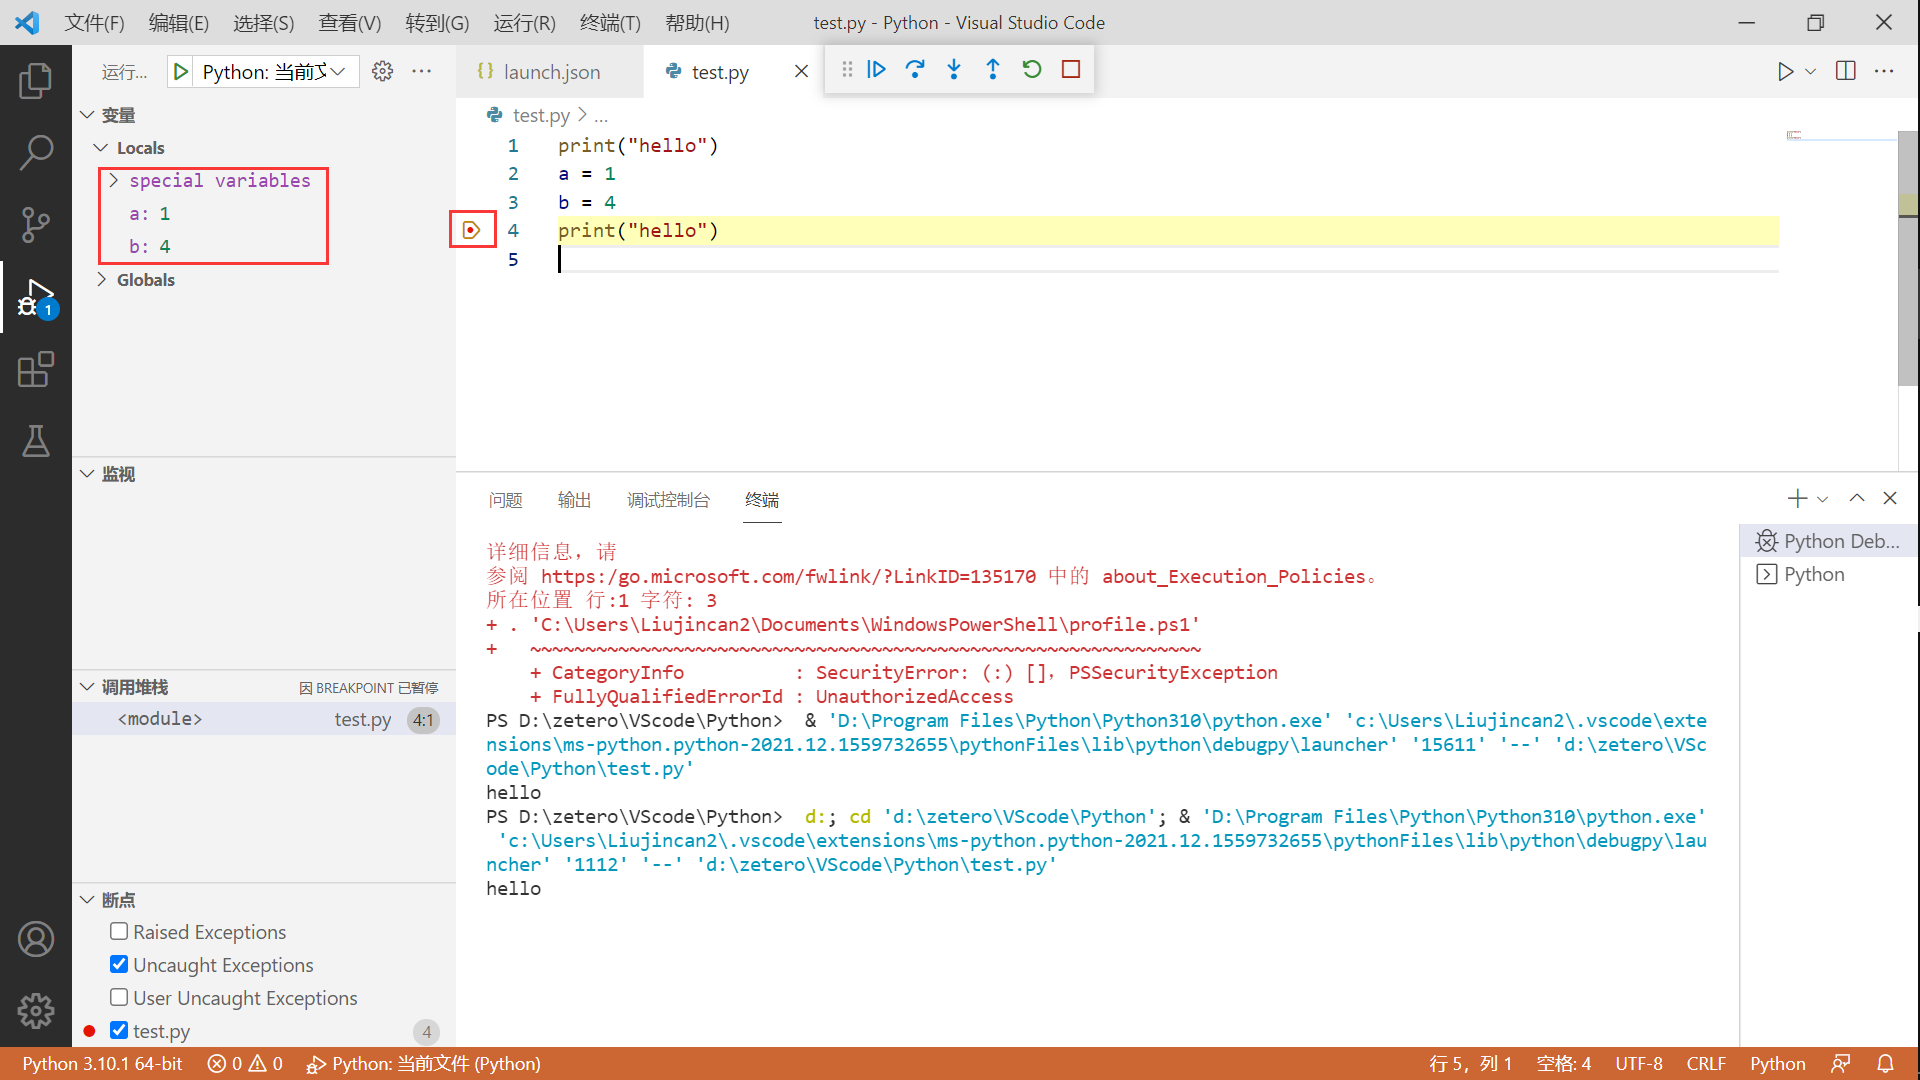 文件(F) 编辑(E) 选择(S) 查看(V) 转到(G) 运行(R) 终端(T) 帮助(H) test.py - Python - Visual Studio Code
运行... Python: 当前文
launch.json test.py
变量
Locals
special variables
a: 1
b: 4
Globals
1
监视
调用堆栈 因 BREAKPOINT 已暂停
<module> test.py 4:1
断点
Raised Exceptions
Uncaught Exceptions
User Uncaught Exceptions
test.py 4
test.py > ...
1 print("hello")
2 a = 1
3 b = 4
4 print("hello")
5
问题 输出 调试控制台 终端
详细信息，请
参阅 https:/go.microsoft.com/fwlink/?LinkID=135170 中的 about_Execution_Policies。
所在位置 行:1 字符: 3
+ . 'C:\Users\Liujincan2\Documents\WindowsPowerShell\profile.ps1'
+ ~~~~~~~~~~~~~~~~~~~~~~~~~~~~~~~~~~~~~~~~~~~~~~~~~~~~~~~~~~~~~
+ CategoryInfo : SecurityError: (:) []，PSSecurityException
+ FullyQualifiedErrorId : UnauthorizedAccess
PS D:\zetero\VScode\Python> & 'D:\Program Files\Python\Python310\python.exe' 'c:\Users\Liujincan2\.vscode\exte
nsions\ms-python.python-2021.12.1559732655\pythonFiles\lib\python\debugpy\launcher' '15611' '--' 'd:\zetero\VSc
ode\Python\test.py'
hello
PS D:\zetero\VScode\Python> d:; cd 'd:\zetero\VScode\Python'; & 'D:\Program Files\Python\Python310\python.exe'
'c:\Users\Liujincan2\.vscode\extensions\ms-python.python-2021.12.1559732655\pythonFiles\lib\python\debugpy\lau
ncher' '1112' '--' 'd:\zetero\VScode\Python\test.py'
hello
Python Deb...
Python
Python 3.10.1 64-bit 0 0 Python: 当前文件 (Python) 行 5，列 1 空格: 4 UTF-8 CRLF Python